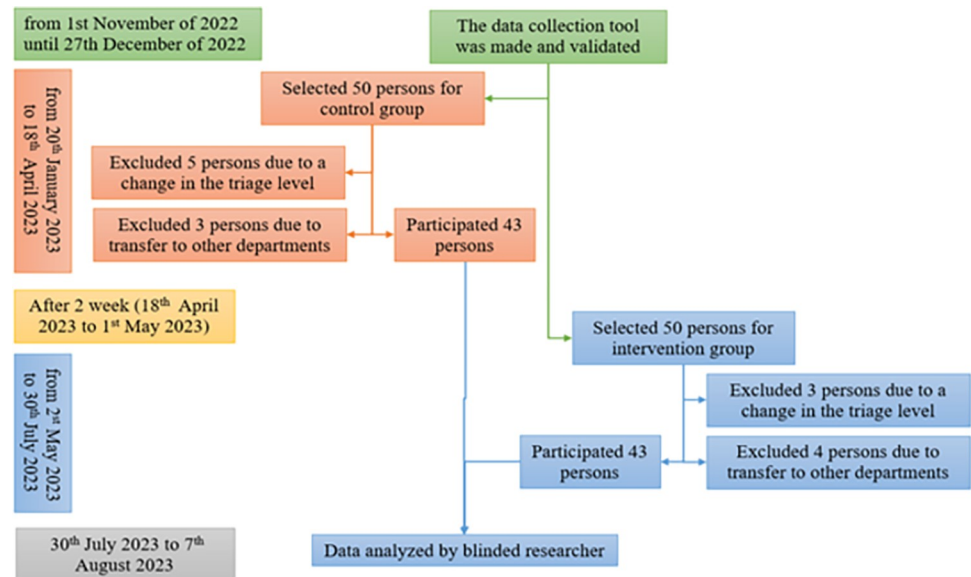 from 1st November of 2022
until 27th December of 2022
The data collection tool
was made and validated
from 20th January 2023
to 18th April 2023
Selected 50 persons for
control group
Excluded 5 persons due to a
change in the triage level
Excluded 3 persons due to
transfer to other departments
Participated 43
persons
After 2 week (18th April
2023 to 1st May 2023)
Selected 50 persons for
intervention group
from 2st May 2023
to 30th July 2023
Excluded 3 persons due to a
change in the triage level
Participated 43
persons
Excluded 4 persons due to
transfer to other departments
30th July 2023 to 7th
August 2023
Data analyzed by blinded researcher